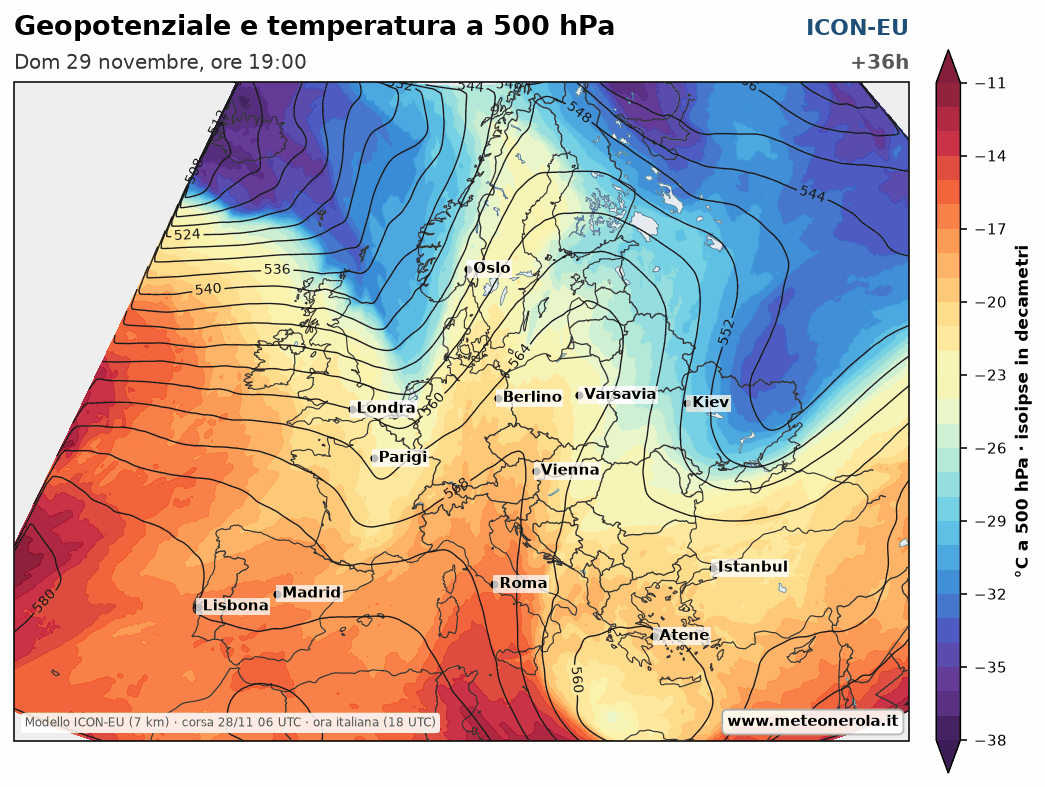 Geopotenziale e temperatura a 500 hPa
ICON-EU
Dom 29 novembre, ore 19:00
+36h
−11
−14
−17
−20
−23
−26
−29
−32
−35
−38
°C a 500 hPa · isoipse in decametri
512
508
524
536
540
544
548
544
552
564
560
568
580
560
Oslo
Londra
Berlino
Varsavia
Kiev
Parigi
Vienna
Istanbul
Roma
Madrid
Lisbona
Atene
Modello ICON-EU (7 km) · corsa 28/11 06 UTC · ora italiana (18 UTC)
www.meteonerola.it